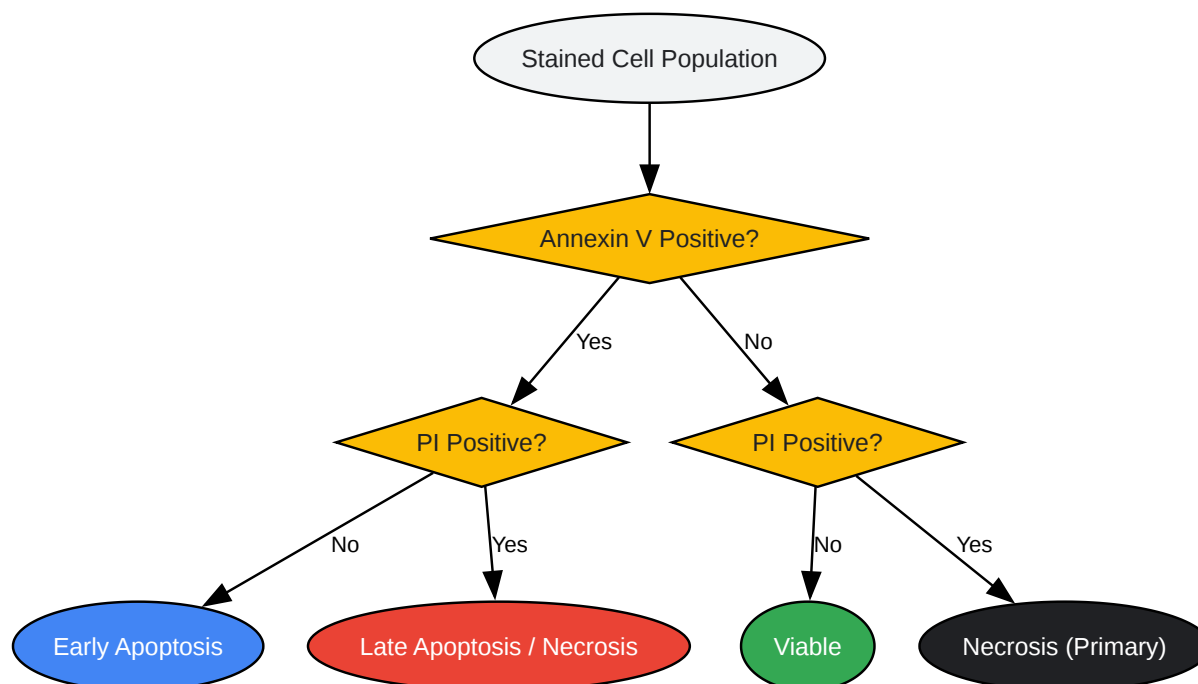 Stained Cell Population
Annexin V Positive?
Yes
No
PI Positive?
PI Positive?
No
Yes
No
Yes
Early Apoptosis
Late Apoptosis / Necrosis
Viable
Necrosis (Primary)